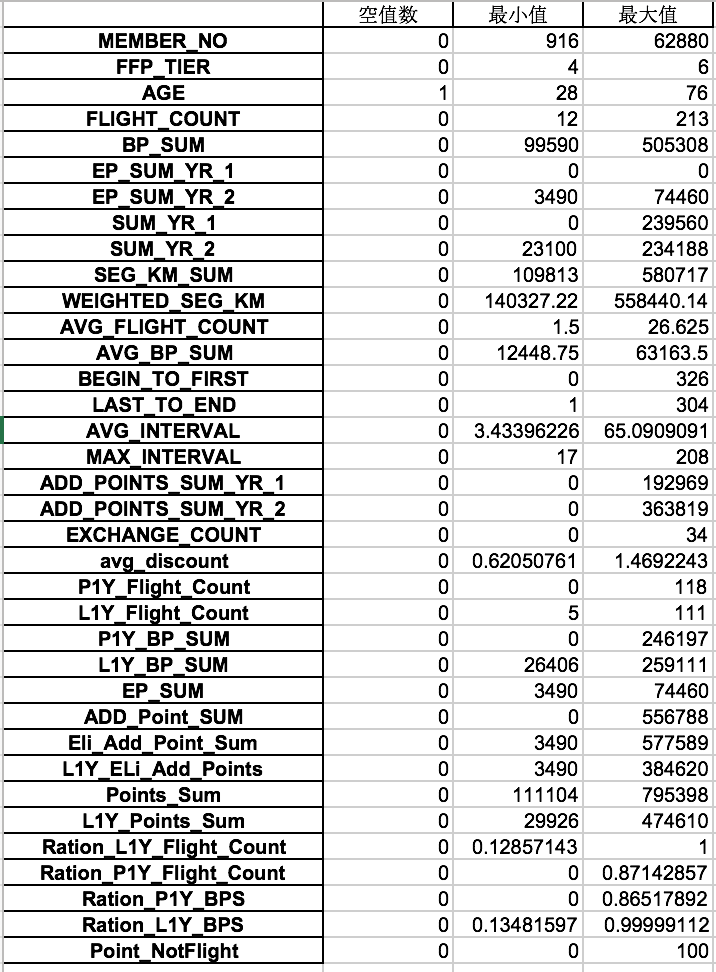 空值数 最小值 最大值
MEMBER_NO 0 916 62880
FFP_TIER 0 4 6
AGE 1 28 76
FLIGHT_COUNT 0 12 213
BP_SUM 0 99590 505308
EP_SUM_YR_1 0 0 0
EP_SUM_YR_2 0 3490 74460
SUM_YR_1 0 0 239560
SUM_YR_2 0 23100 234188
SEG_KM_SUM 0 109813 580717
WEIGHTED_SEG_KM 0 140327.22 558440.14
AVG_FLIGHT_COUNT 0 1.5 26.625
AVG_BP_SUM 0 12448.75 63163.5
BEGIN_TO_FIRST 0 0 326
LAST_TO_END 0 1 304
AVG_INTERVAL 0 3.43396226 65.0909091
MAX_INTERVAL 0 17 208
ADD_POINTS_SUM_YR_1 0 0 192969
ADD_POINTS_SUM_YR_2 0 0 363819
EXCHANGE_COUNT 0 0 34
avg_discount 0 0.62050761 1.4692243
P1Y_Flight_Count 0 0 118
L1Y_Flight_Count 0 5 111
P1Y_BP_SUM 0 0 246197
L1Y_BP_SUM 0 26406 259111
EP_SUM 0 3490 74460
ADD_Point_SUM 0 0 556788
Eli_Add_Point_Sum 0 3490 577589
L1Y_ELi_Add_Points 0 3490 384620
Points_Sum 0 111104 795398
L1Y_Points_Sum 0 29926 474610
Ration_L1Y_Flight_Count 0 0.12857143 1
Ration_P1Y_Flight_Count 0 0 0.87142857
Ration_P1Y_BPS 0 0 0.86517892
Ration_L1Y_BPS 0 0.13481597 0.99999112
Point_NotFlight 0 0 100